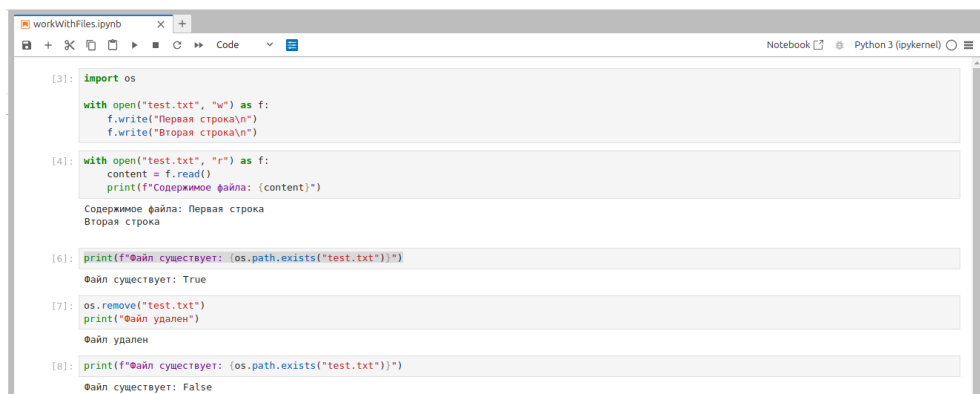 workWithFiles.ipynb
Code
Notebook
Python 3 (ipykernel)
[3]: import os
with open("test.txt", "w") as f:
f.write("Первая строка\n")
f.write("Вторая строка\n")
[4]: with open("test.txt", "r") as f:
content = f.read()
print(f"Содержимое файла: {content}")
Содержимое файла: Первая строка
Вторая строка
[6]: print(f"Файл существует: {os.path.exists("test.txt")}")
Файл существует: True
[7]: os.remove("test.txt")
print("Файл удален")
Файл удален
[8]: print(f"Файл существует: {os.path.exists("test.txt")}")
Файл существует: False